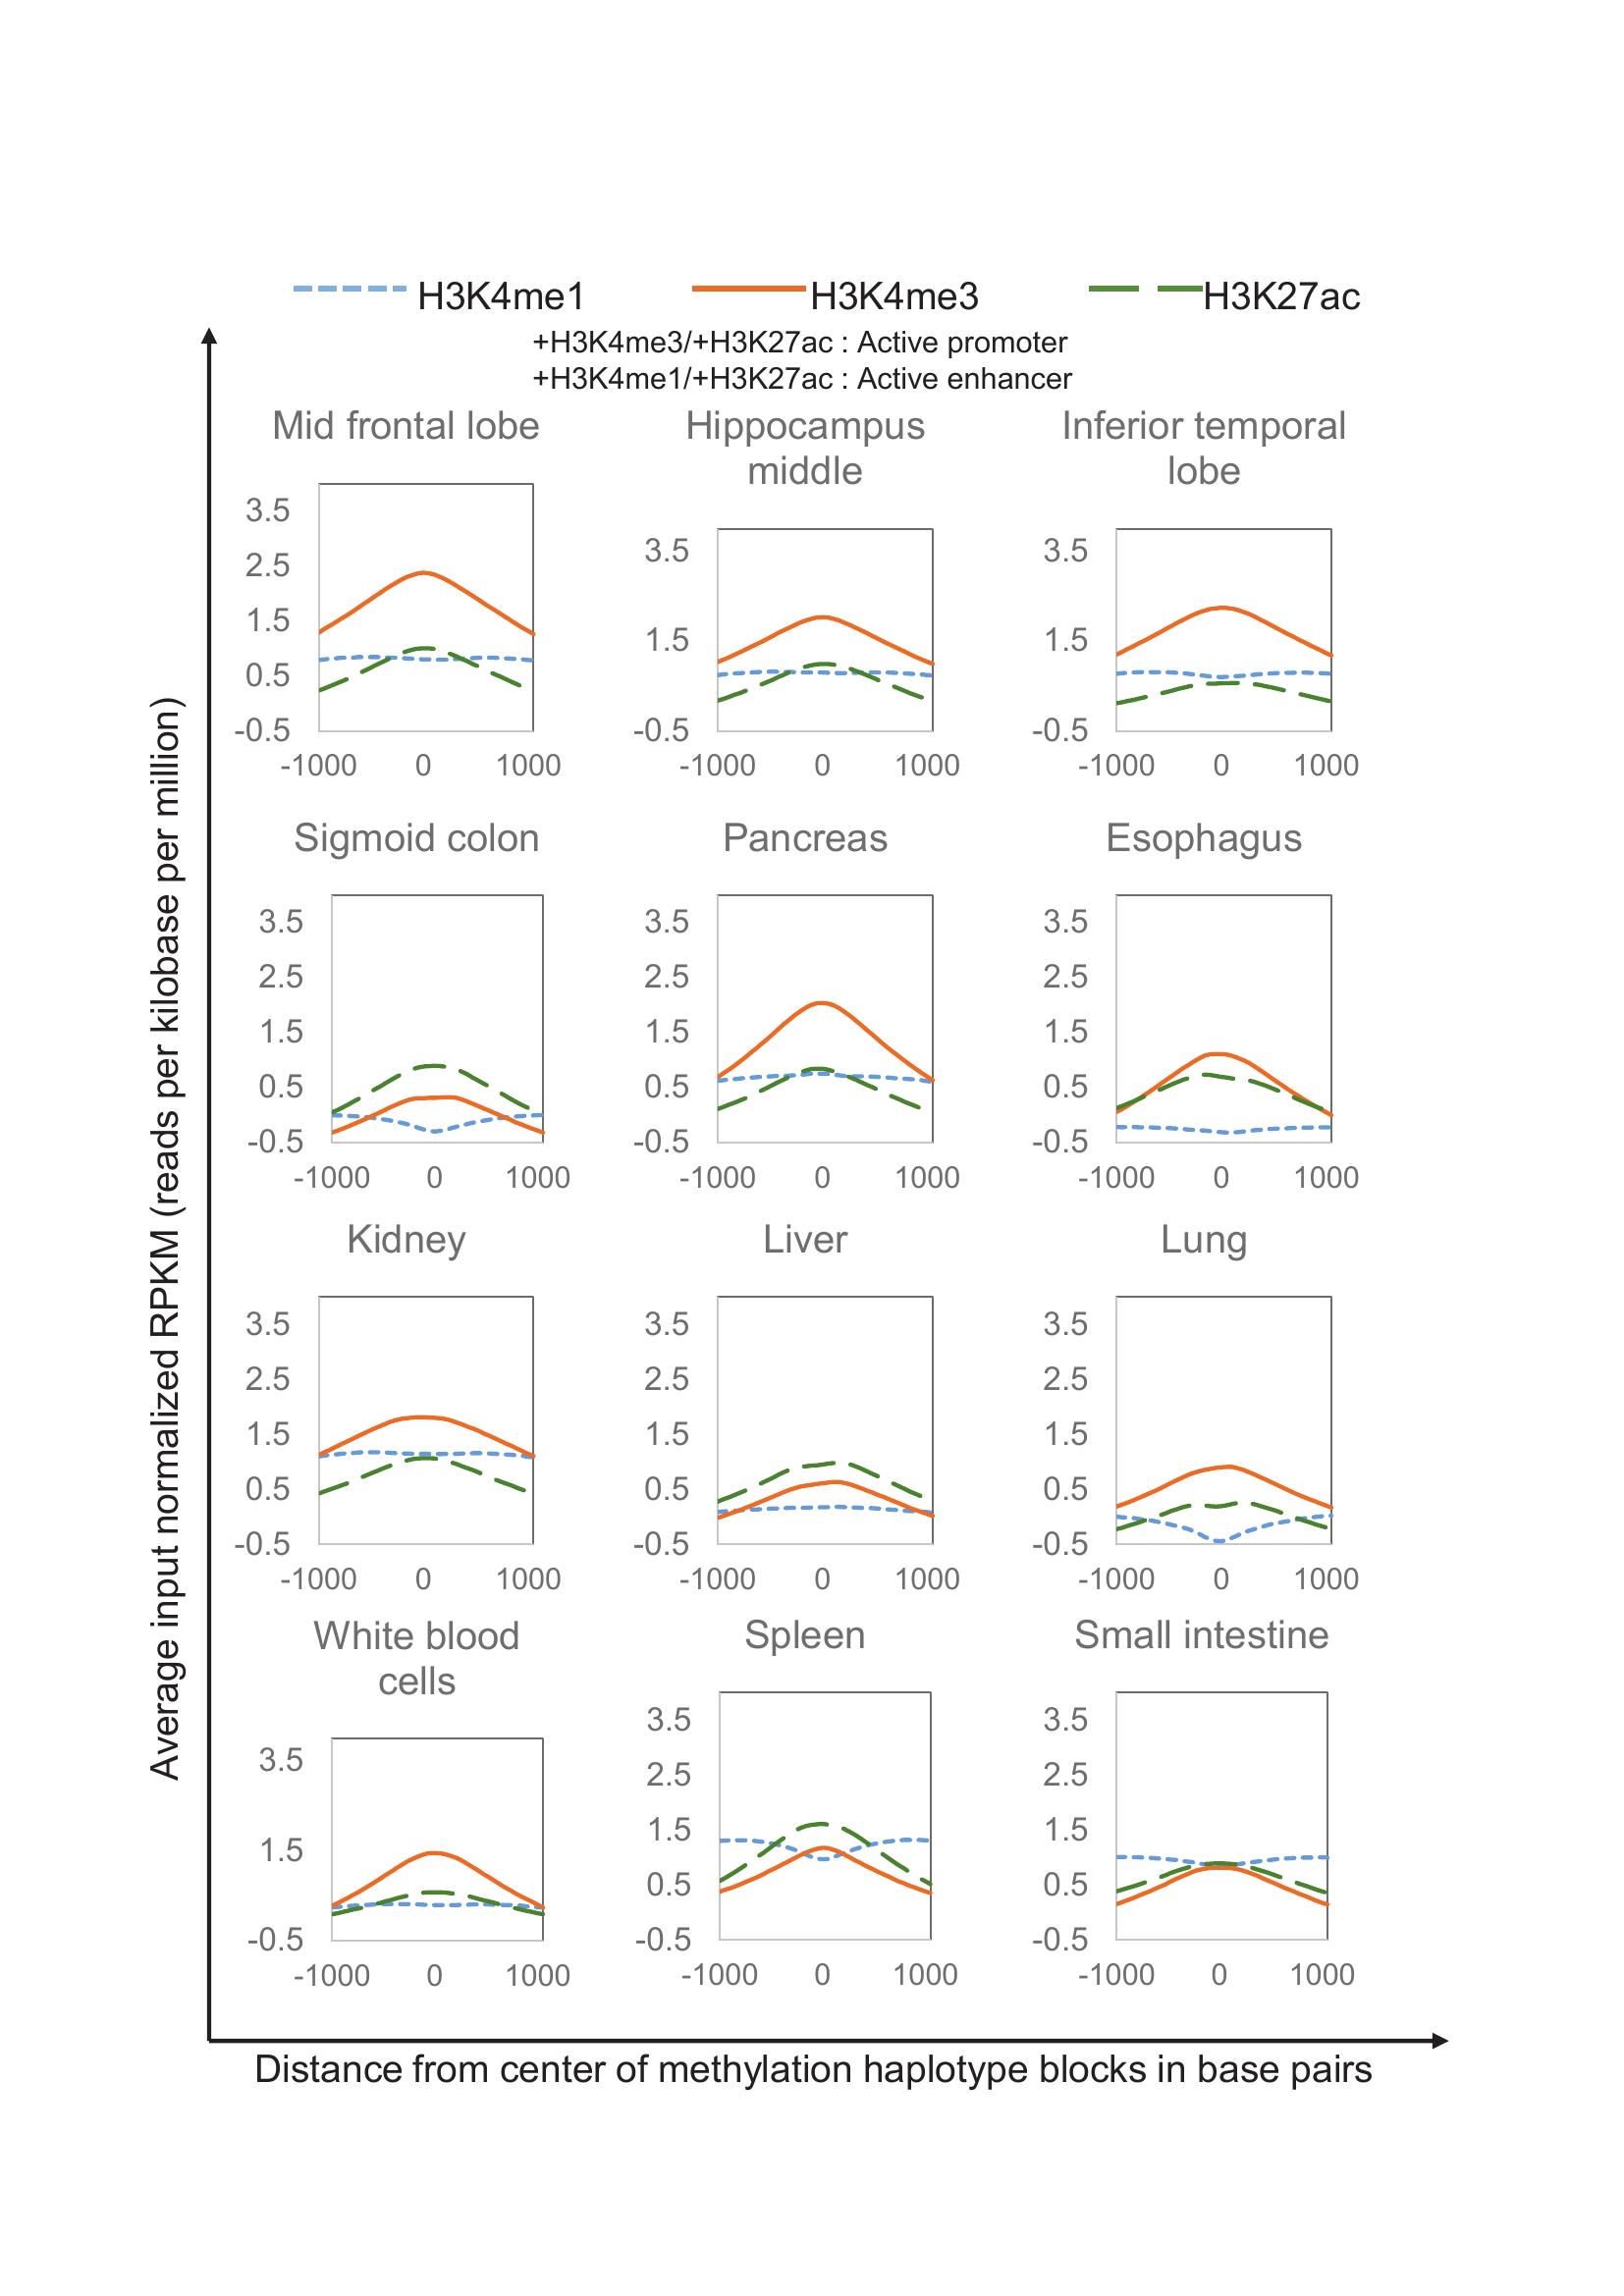 H3K4me1 H3K4me3 H3K27ac
+H3K4me3/+H3K27ac : Active promoter
+H3K4me1/+H3K27ac : Active enhancer
Average input normalized RPKM (reads per kilobase per million)
Mid frontal lobe
3.5
2.5
1.5
0.5
-0.5
-1000 0 1000
Hippocampus
middle
3.5
1.5
-0.5
-1000 0 1000
Inferior temporal
lobe
3.5
1.5
-0.5
-1000 0 1000
Sigmoid colon
3.5
2.5
1.5
0.5
-0.5
-1000 0 1000
Pancreas
3.5
2.5
1.5
0.5
-0.5
-1000 0 1000
Esophagus
3.5
2.5
1.5
0.5
-0.5
-1000 0 1000
Kidney
3.5
2.5
1.5
0.5
-0.5
-1000 0 1000
Liver
3.5
2.5
1.5
0.5
-0.5
-1000 0 1000
Lung
3.5
2.5
1.5
0.5
-0.5
-1000 0 1000
White blood
cells
3.5
1.5
-0.5
-1000 0 1000
Spleen
3.5
2.5
1.5
0.5
-0.5
-1000 0 1000
Small intestine
3.5
2.5
1.5
0.5
-0.5
-1000 0 1000
Distance from center of methylation haplotype blocks in base pairs